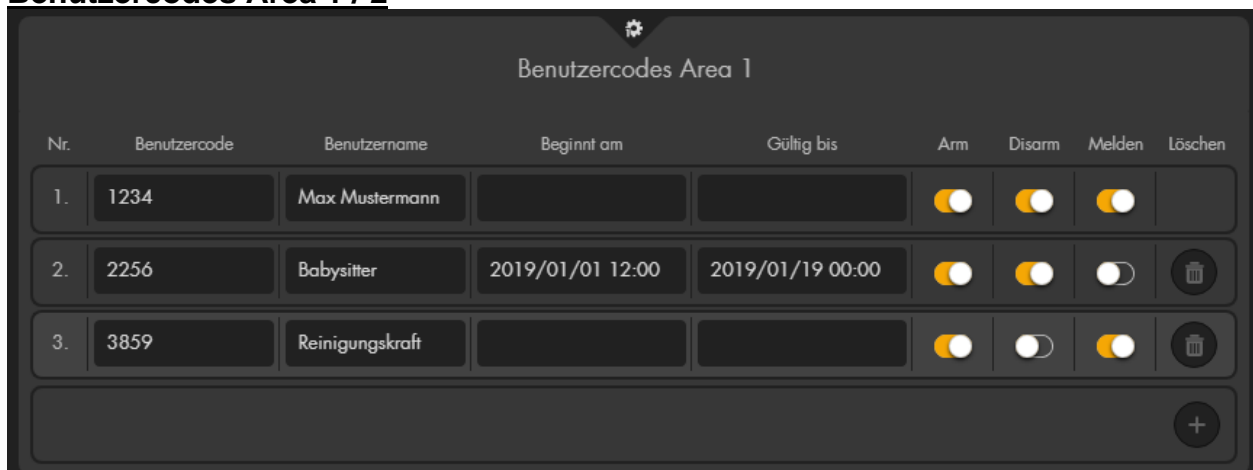 Benutzercodes Area 1 / 2
Benutzercodes Area 1
Nr. Benutzercode Benutzername Beginnt am Gültig bis Arm Disarm Melden Löschen
1. 1234 Max Mustermann
2. 2256 Babysitter 2019/01/01 12:00 2019/01/19 00:00
3. 3859 Reinigungskraft